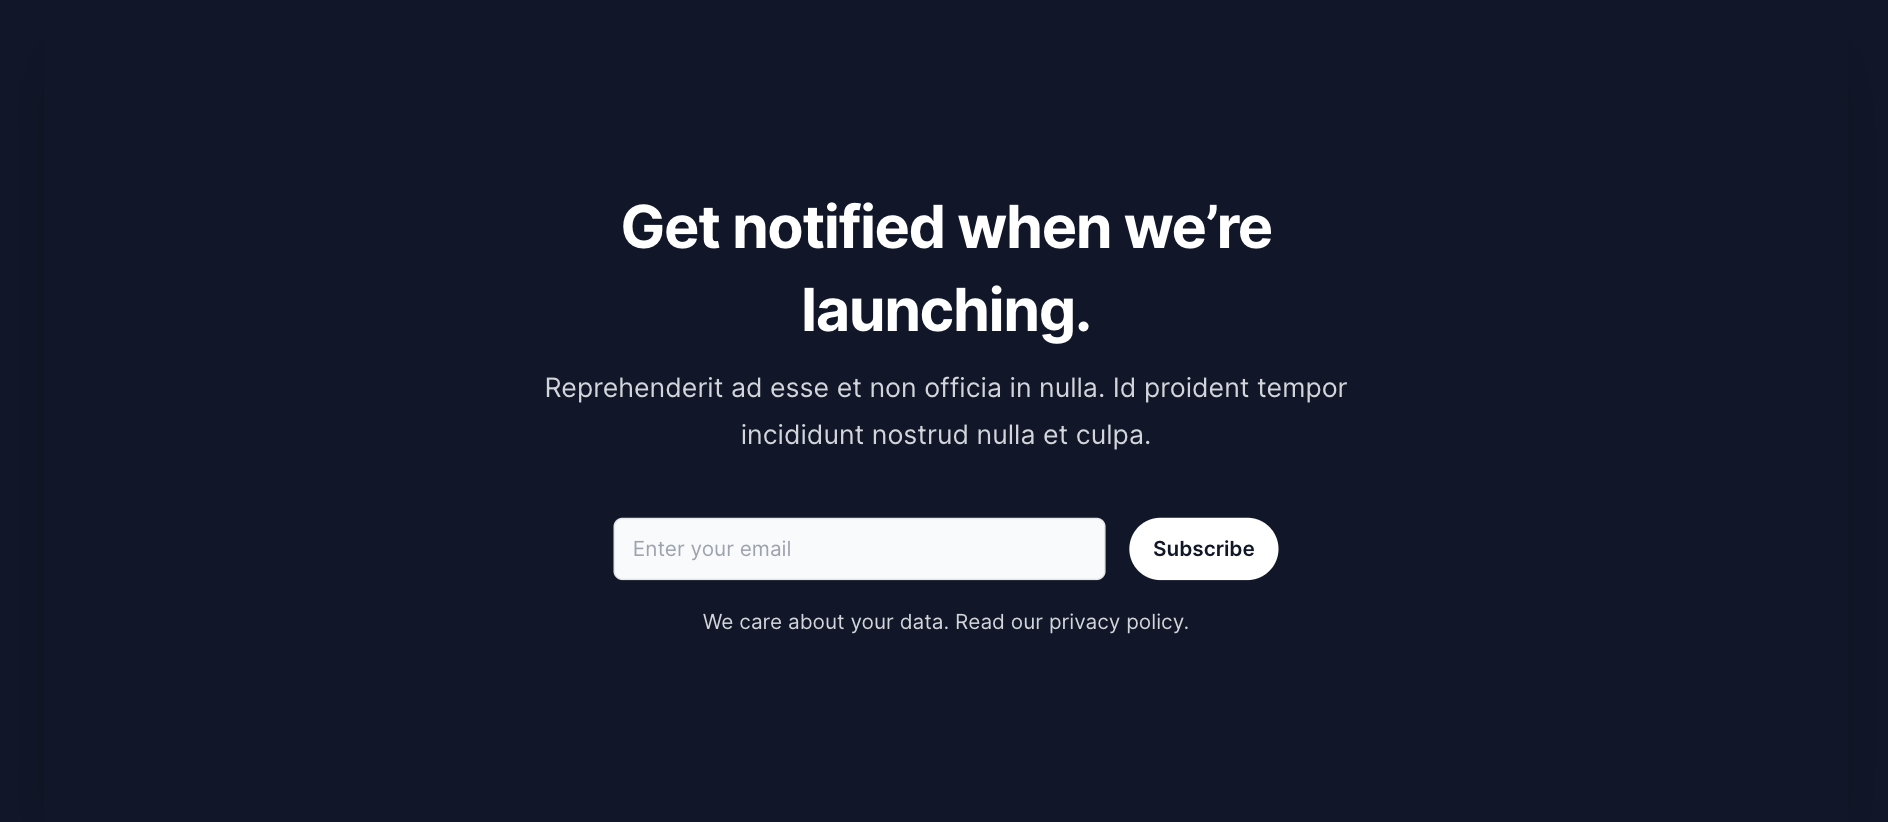 Get notified when we’re
launching.
Reprehenderit ad esse et non officia in nulla. Id proident tempor
incididunt nostrud nulla et culpa.
Enter your email
Subscribe
We care about your data. Read our privacy policy.